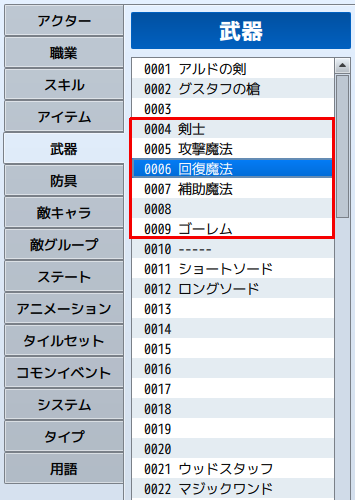 アクター
職業
スキル
アイテム
武器
防具
敵キャラ
敵グループ
ステート
アニメーション
タイルセット
コモンイベント
システム
タイプ
用語
武器
0001 アルドの剣
0002 グスタフの槍
0003
0004 剣士
0005 攻撃魔法
0006 回復魔法
0007 補助魔法
0008
0009 ゴーレム
0010 -----
0011 ショートソード
0012 ロングソード
0013
0014
0015
0016
0017
0018
0019
0020
0021 ウッドスタッフ
0022 マジックワンド